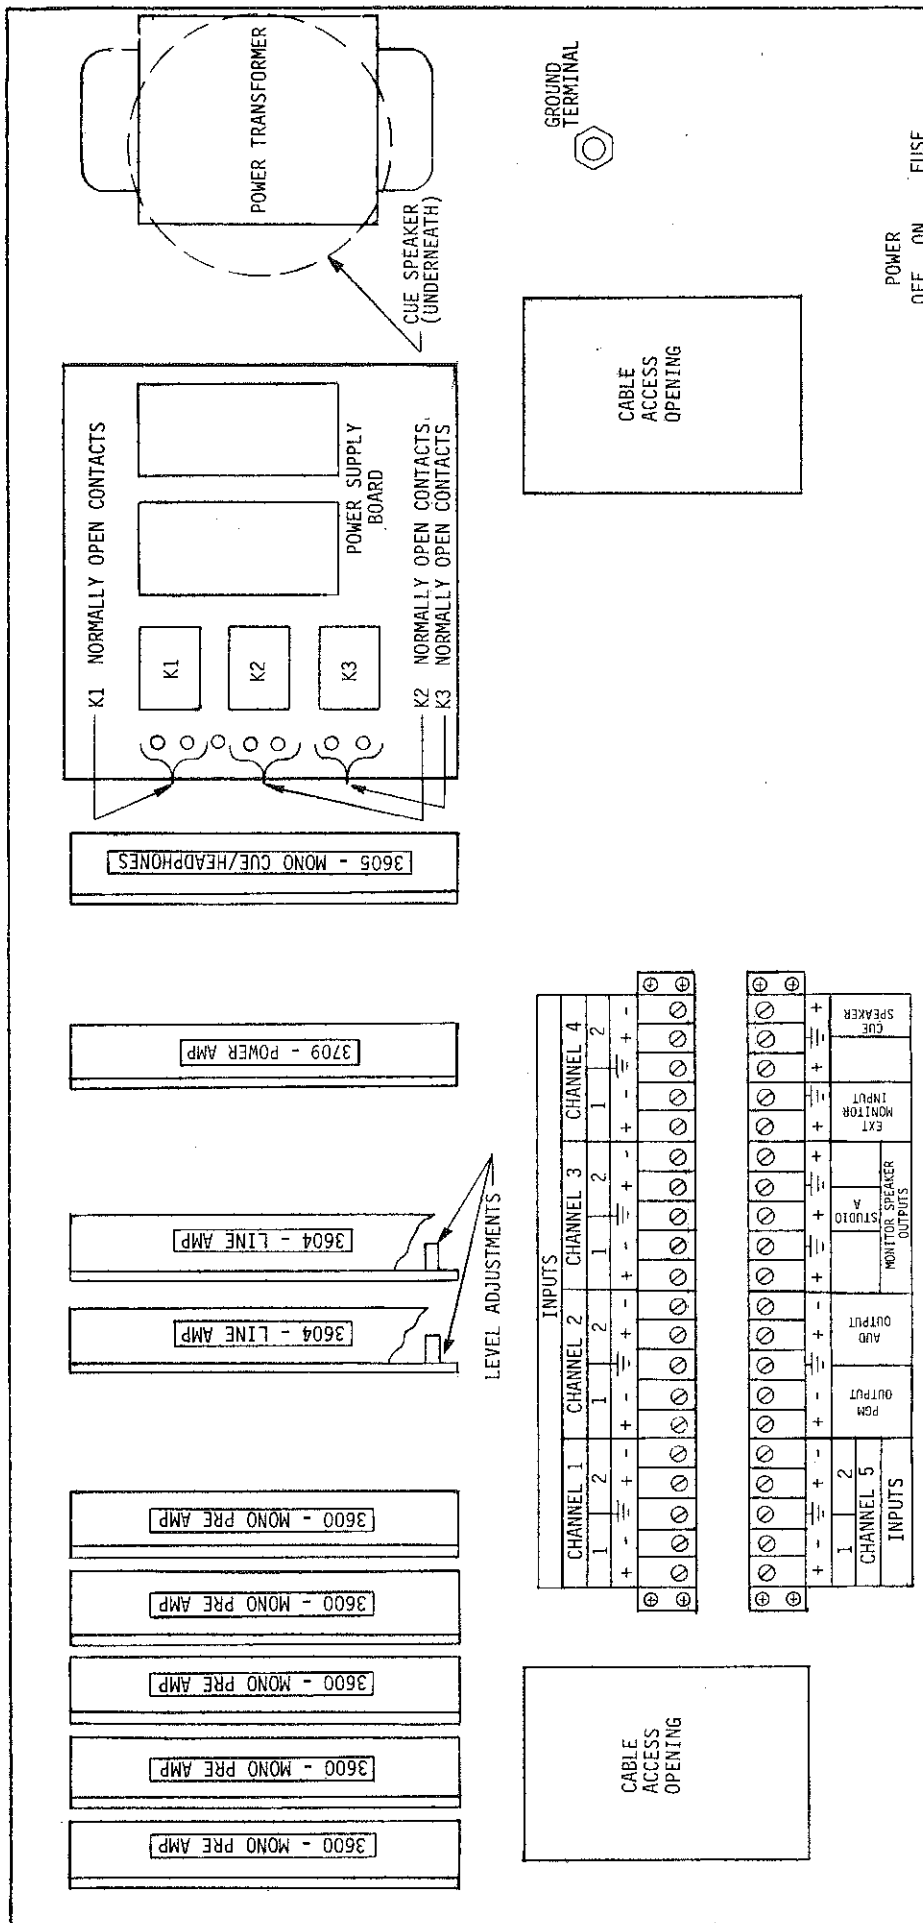 POWER TRANSFORMER
CUE SPEAKER
(UNDERNEATH)
GROUND
TERMINAL
POWER
OFF ON
FUSE
K1 NORMALLY OPEN CONTACTS
K1
K2
K3
POWER SUPPLY
BOARD
K2 NORMALLY OPEN CONTACTS
K3 NORMALLY OPEN CONTACTS
CABLE
ACCESS
OPENING
3605 - MONO CUE/HEADPHONES
3709 - POWER AMP
3604 - LINE AMP
3604 - LINE AMP
LEVEL ADJUSTMENTS
3600 - MONO PRE AMP
3600 - MONO PRE AMP
3600 - MONO PRE AMP
3600 - MONO PRE AMP
3600 - MONO PRE AMP
INPUTS
CHANNEL 1 CHANNEL 2 CHANNEL 3 CHANNEL 4
1 2 1 2 1 2 1 2
+ - + - + - + - + - + - + - + -
+ - + - + - + - + + + + + +
1 2
CHANNEL 5
INPUTS
PGM
OUTPUT
AUD
OUTPUT
STUDIO
A
MONITOR SPEAKER
OUTPUTS
EXT
MONITOR
INPUT
CUE
SPEAKER
CABLE
ACCESS
OPENING